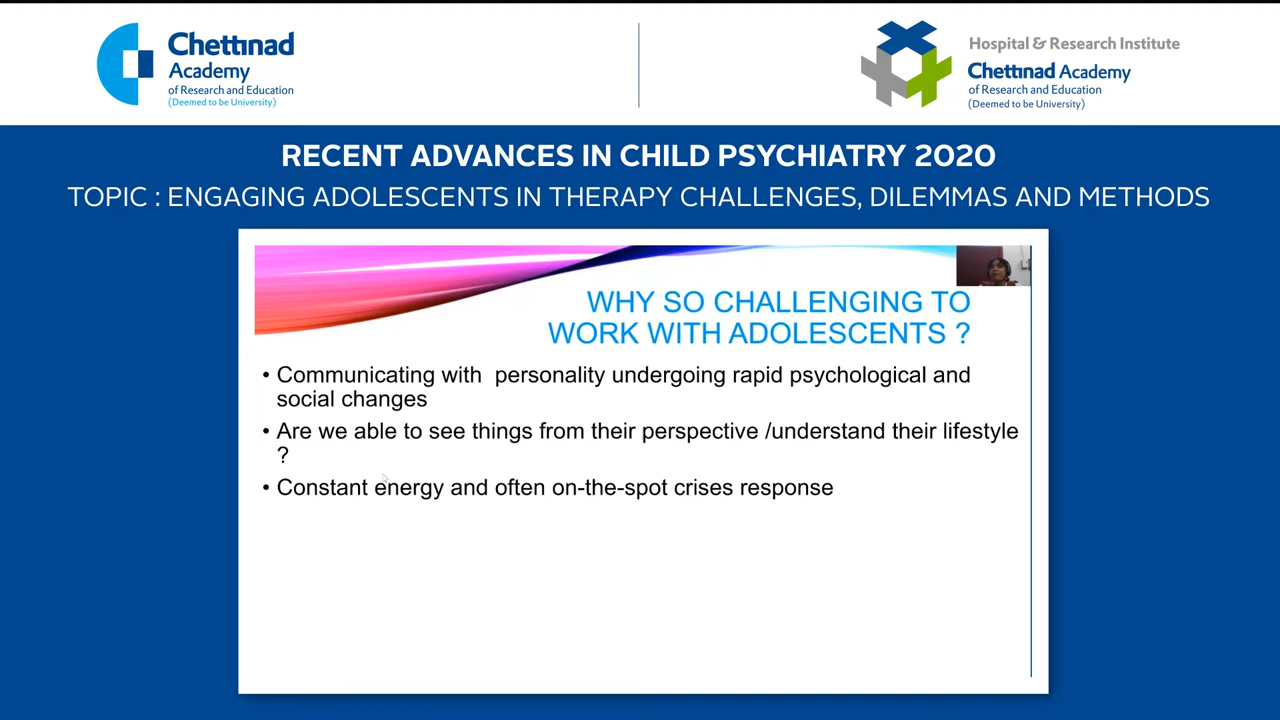 Chettinad
Academy
of Research and Education
(Deemed to be University)
Hospital & Research Institute
Chettinad Academy
of Research and Education
(Deemed to be University)
RECENT ADVANCES IN CHILD PSYCHIATRY 2020
TOPIC : ENGAGING ADOLESCENTS IN THERAPY CHALLENGES, DILEMMAS AND METHODS
WHY SO CHALLENGING TO
WORK WITH ADOLESCENTS ?
• Communicating with personality undergoing rapid psychological and
social changes
• Are we able to see things from their perspective /understand their lifestyle
?
• Constant energy and often on-the-spot crises response